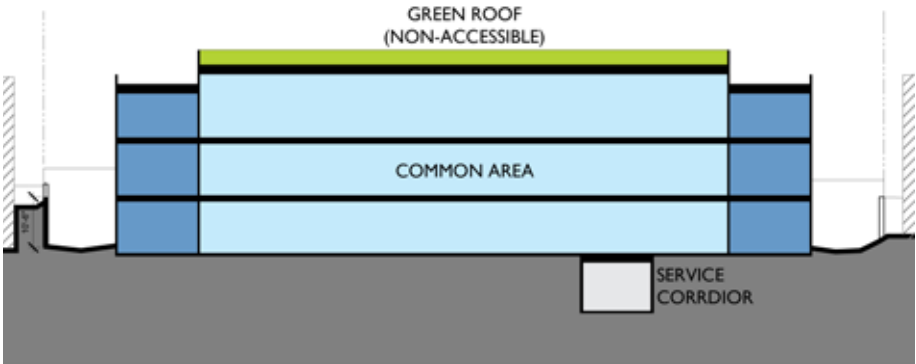 GREEN ROOF
(NON-ACCESSIBLE)
COMMON AREA
SERVICE
CORRDIOR